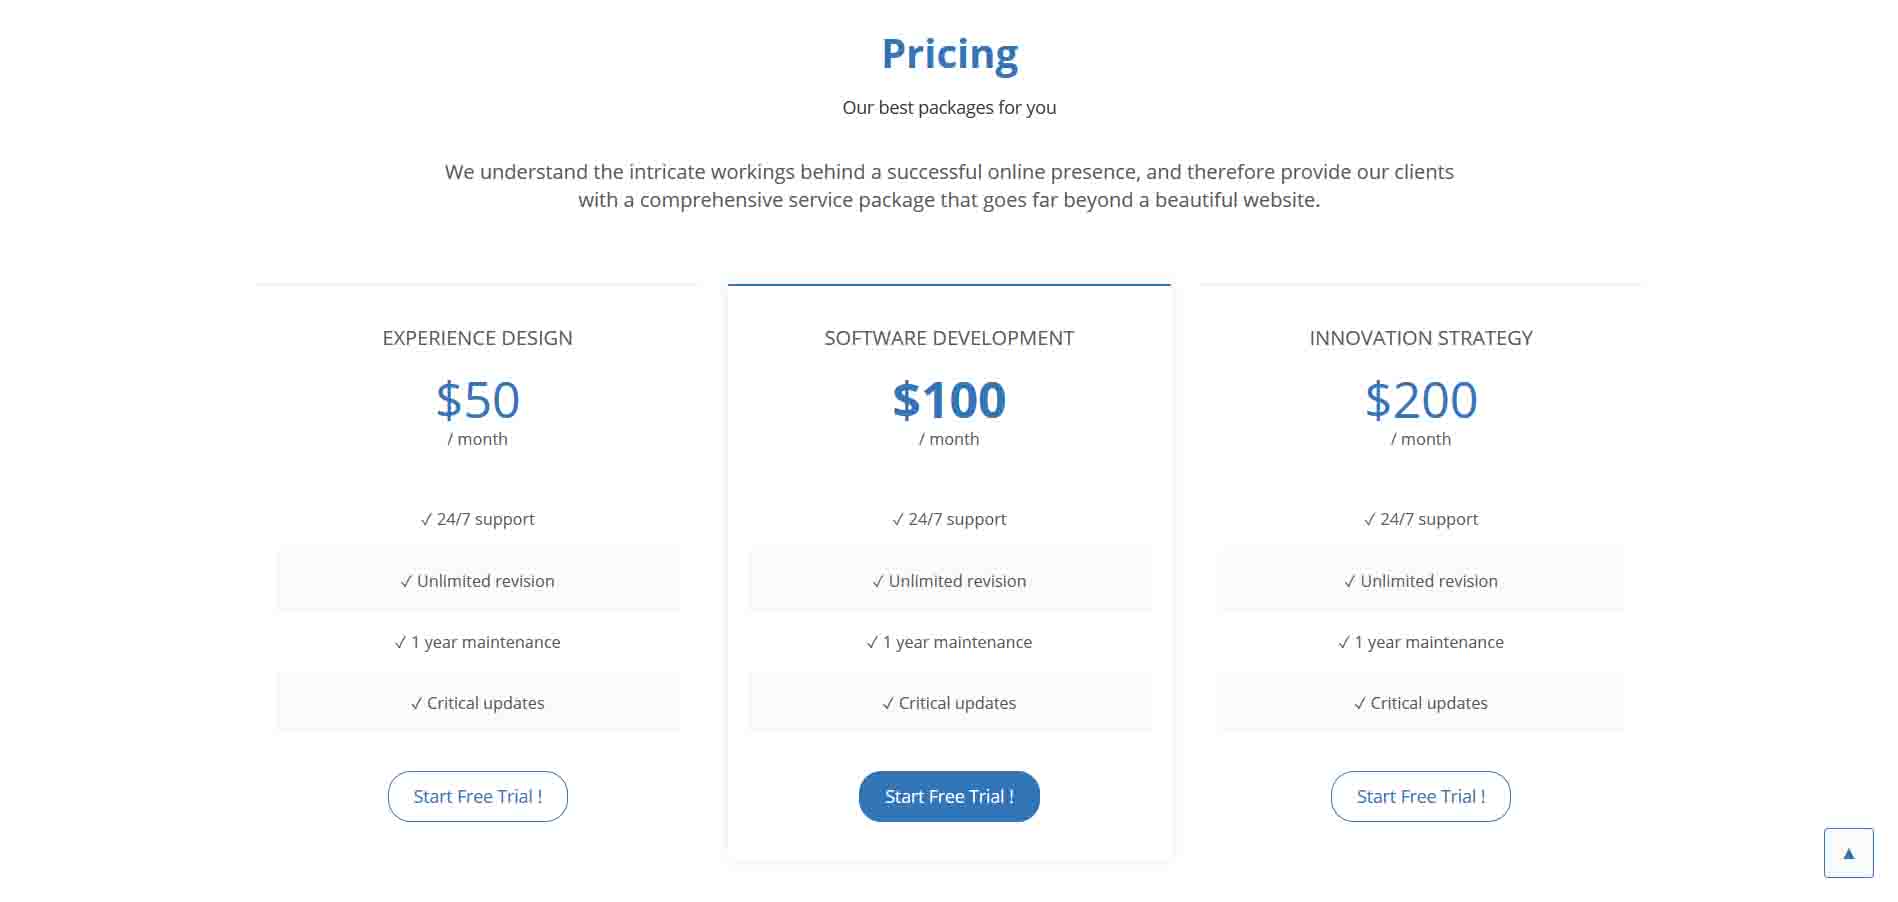 Pricing
Our best packages for you
We understand the intricate workings behind a successful online presence, and therefore provide our clients
with a comprehensive service package that goes far beyond a beautiful website.
EXPERIENCE DESIGN
$50
/ month
✓ 24/7 support
✓ Unlimited revision
✓ 1 year maintenance
✓ Critical updates
Start Free Trial !
SOFTWARE DEVELOPMENT
$100
/ month
✓ 24/7 support
✓ Unlimited revision
✓ 1 year maintenance
✓ Critical updates
Start Free Trial !
INNOVATION STRATEGY
$200
/ month
✓ 24/7 support
✓ Unlimited revision
✓ 1 year maintenance
✓ Critical updates
Start Free Trial !
▲